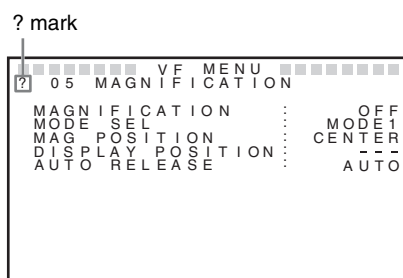 ? mark
VF MENU
? 05 MAGNIFICATION
MAGNIFICATION : OFF
MODE SEL : MODE1
MAG POSITION : CENTER
DISPLAY POSITION : ---
AUTO RELEASE : AUTO